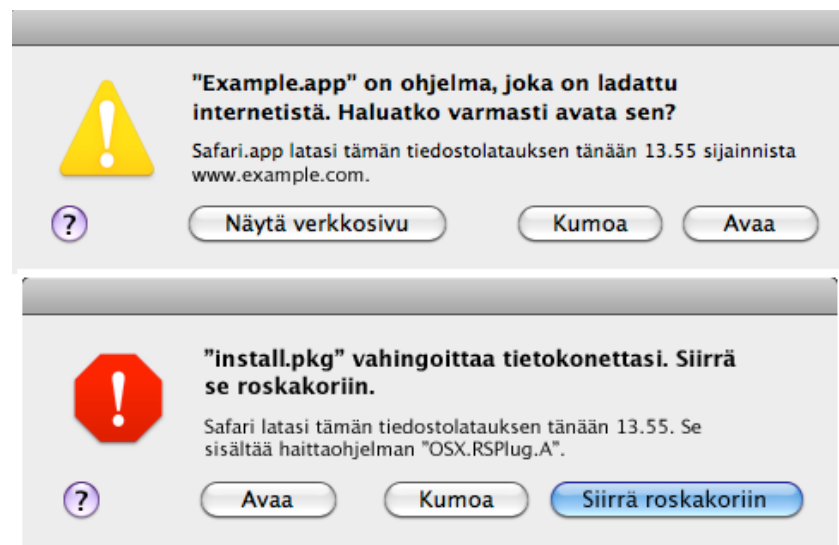 "Example.app" on ohjelma, joka on ladattu
internetistä. Haluatko varmasti avata sen?
Safari.app latasi tämän tiedostolatauksen tänään 13.55 sijainnista
www.example.com.
? Näytä verkkosivu Kumoa Avaa
"install.pkg" vahingoittaa tietokonettasi. Siirrä
se roskakoriin.
Safari latasi tämän tiedostolatauksen tänään 13.55. Se
sisältää haittaohjelman "OSX.RSPlug.A".
? Avaa Kumoa Siirrä roskakoriin